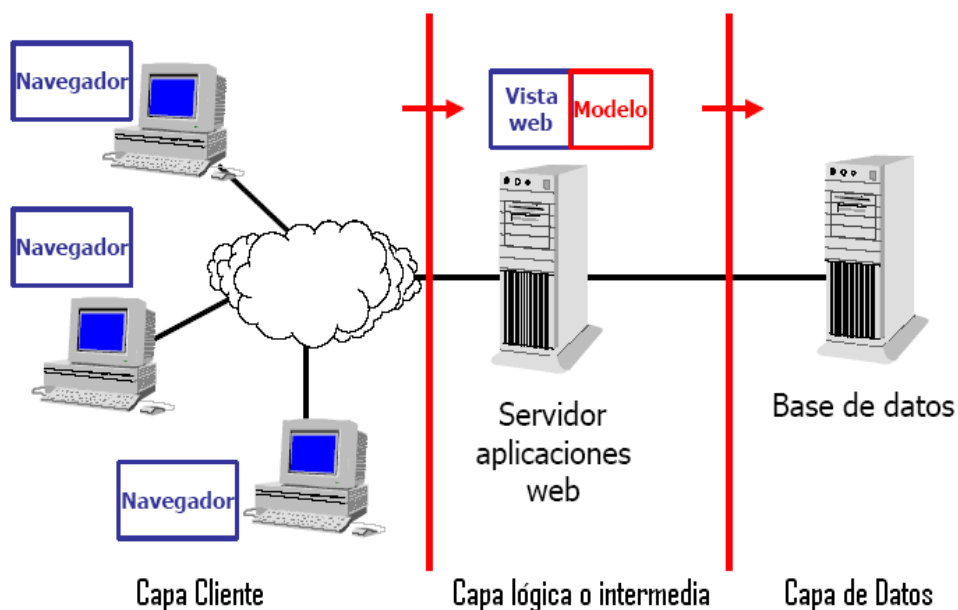 Navegador
Vista
web
Modelo
Navegador
Navegador
Servidor
aplicaciones
web
Base de datos
Capa Cliente
Capa lógica o intermedia
Capa de Datos